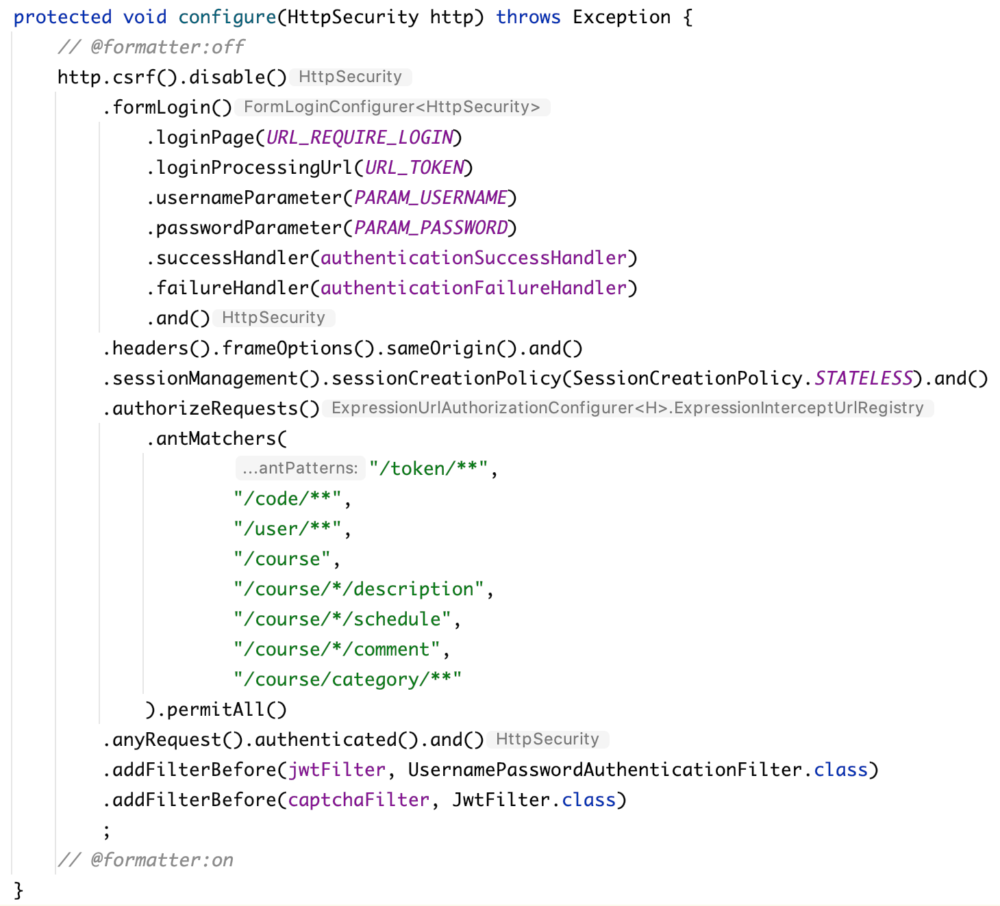 protected void configure(HttpSecurity http) throws Exception {
// @formatter:off
http.csrf().disable() HttpSecurity
.formLogin() FormLoginConfigurer<HttpSecurity>
.loginPage(URL_REQUIRE_LOGIN)
.loginProcessingUrl(URL_TOKEN)
.usernameParameter(PARAM_USERNAME)
.passwordParameter(PARAM_PASSWORD)
.successHandler(authenticationSuccessHandler)
.failureHandler(authenticationFailureHandler)
.and() HttpSecurity
.headers().frameOptions().sameOrigin().and()
.sessionManagement().sessionCreationPolicy(SessionCreationPolicy.STATELESS).and()
.authorizeRequests() ExpressionUrlAuthorizationConfigurer<H>.ExpressionInterceptUrlRegistry
.antMatchers(
...antPatterns: "/token/**",
"/code/**",
"/user/**",
"/course",
"/course/*/description",
"/course/*/schedule",
"/course/*/comment",
"/course/category/**"
).permitAll()
.anyRequest().authenticated().and() HttpSecurity
.addFilterBefore(jwtFilter, UsernamePasswordAuthenticationFilter.class)
.addFilterBefore(captchaFilter, JwtFilter.class)
;
// @formatter:on
}